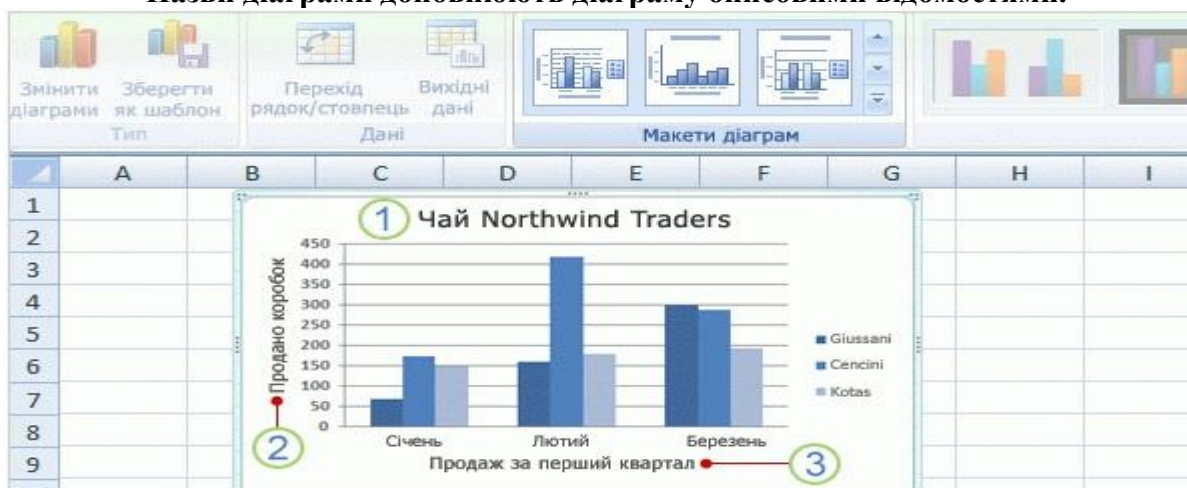 Назви діаграми доповнюють діаграму описовими відомостями.
Змінити діаграми
Зберегти як шаблон
Тип
Перехід рядок/стовпець
Вихідні дані
Дані
Макети діаграм
A B C D E F G H I
1
2
3
4
5
6
7
8
9
1 Чай Northwind Traders
450
400
350
300
250
200
150
100
50
0
Продано коробок
2
Січень Лютий Березень
Продаж за перший квартал
3
Giussani
Cencini
Kotas